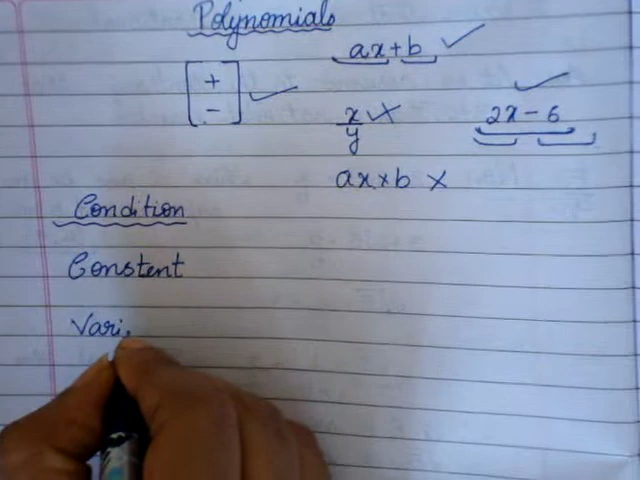 Polynomials
ax+b ✓
+ ✓
-
x/y ✓ ×
2x-6 ✓
ax×b ×
Condition
Constent
Vari